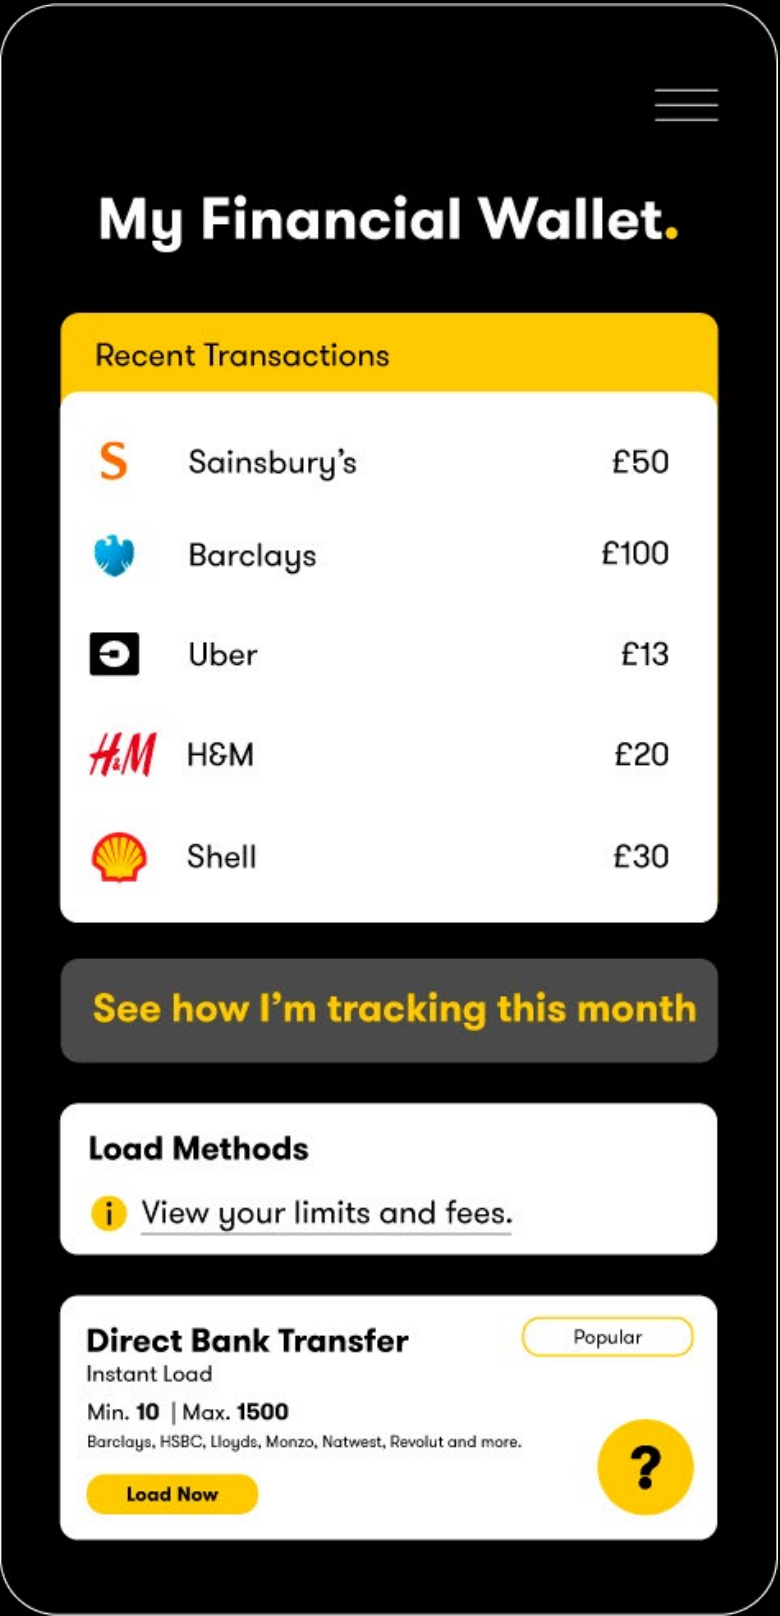 My Financial Wallet.
Recent Transactions
S Sainsbury’s £50
Barclays £100
Uber £13
H&M H&M £20
Shell £30
See how I’m tracking this month
Load Methods
i View your limits and fees.
Direct Bank Transfer Popular
Instant Load
Min. 10 | Max. 1500
Barclays, HSBC, Lloyds, Monzo, Natwest, Revolut and more.
?
Load Now